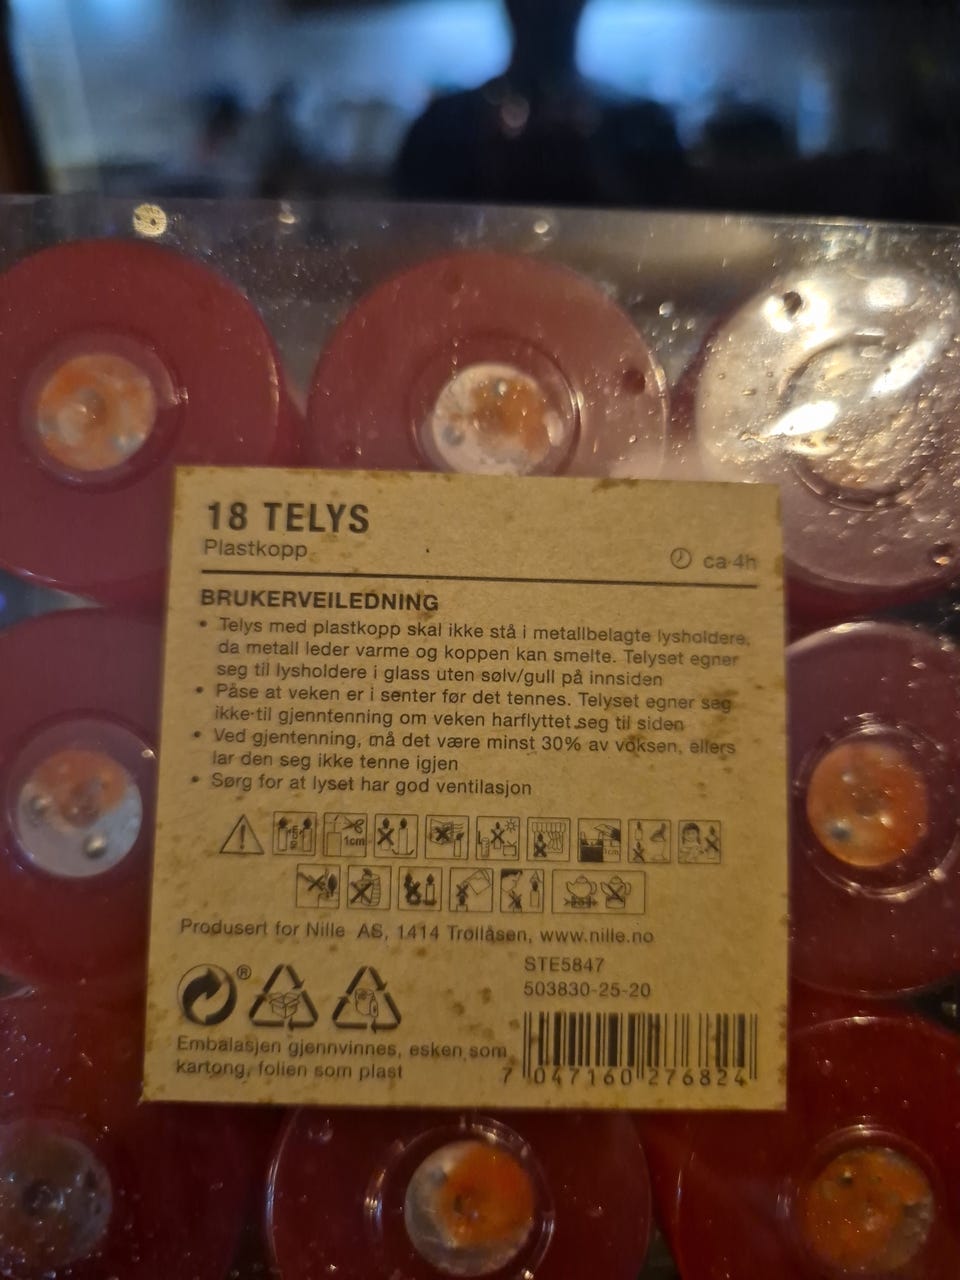 18 TELYS
Plastkopp
ca 4h
BRUKERVEILEDNING
• Telys med plastkopp skal ikke stå i metallbelagte lysholdere,
da metall leder varme og koppen kan smelte. Telyset egner
seg til lysholdere i glass uten sølv/gull på innsiden
• Påse at veken er i senter før det tennes. Telyset egner seg
ikke til gjenntenning om veken harflyttet seg til siden
• Ved gjentenning, må det være minst 30% av voksen, ellers
lar den seg ikke tenne igjen
• Sørg for at lyset har god ventilasjon
1cm
Produsert for Nille AS, 1414 Trollåsen, www.nille.no
®
STE5847
503830-25-20
Embalasjen gjennvinnes, esken som
kartong, folien som plast
7 047160 276824